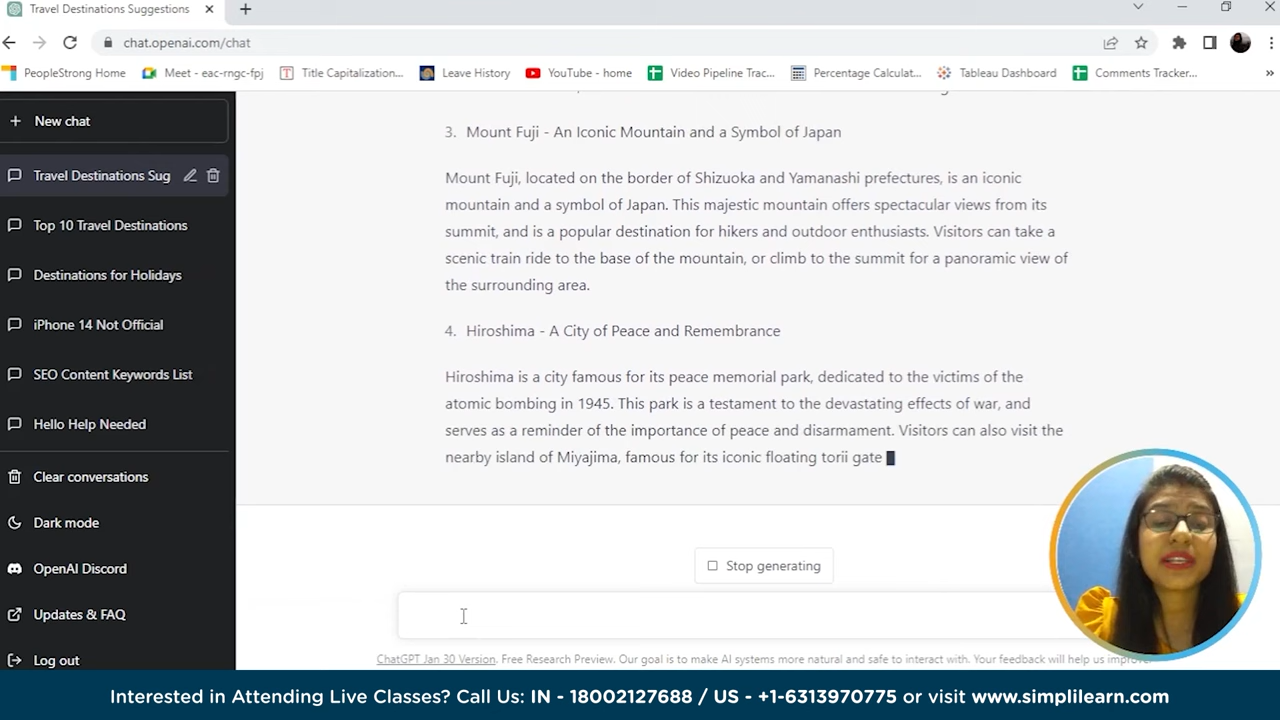 Travel Destinations Suggestions
chat.openai.com/chat
PeopleStrong Home
Meet - eac-rngc-fpj
Title Capitalization...
Leave History
YouTube - home
Video Pipeline Trac...
Percentage Calculat...
Tableau Dashboard
Comments Tracker...
New chat
Travel Destinations Sug
Top 10 Travel Destinations
Destinations for Holidays
iPhone 14 Not Official
SEO Content Keywords List
Hello Help Needed
Clear conversations
Dark mode
OpenAI Discord
Updates & FAQ
Log out
3. Mount Fuji - An Iconic Mountain and a Symbol of Japan
Mount Fuji, located on the border of Shizuoka and Yamanashi prefectures, is an iconic
mountain and a symbol of Japan. This majestic mountain offers spectacular views from its
summit, and is a popular destination for hikers and outdoor enthusiasts. Visitors can take a
scenic train ride to the base of the mountain, or climb to the summit for a panoramic view of
the surrounding area.
4. Hiroshima - A City of Peace and Remembrance
Hiroshima is a city famous for its peace memorial park, dedicated to the victims of the
atomic bombing in 1945. This park is a testament to the devastating effects of war, and
serves as a reminder of the importance of peace and disarmament. Visitors can also visit the
nearby island of Miyajima, famous for its iconic floating torii gate
Stop generating
ChatGPT Jan 30 Version. Free Research Preview. Our goal is to make AI systems more natural and safe to interact with. Your feedback will help us
Interested in Attending Live Classes? Call Us: IN - 18002127688 / US - +1-6313970775 or visit www.simplilearn.com